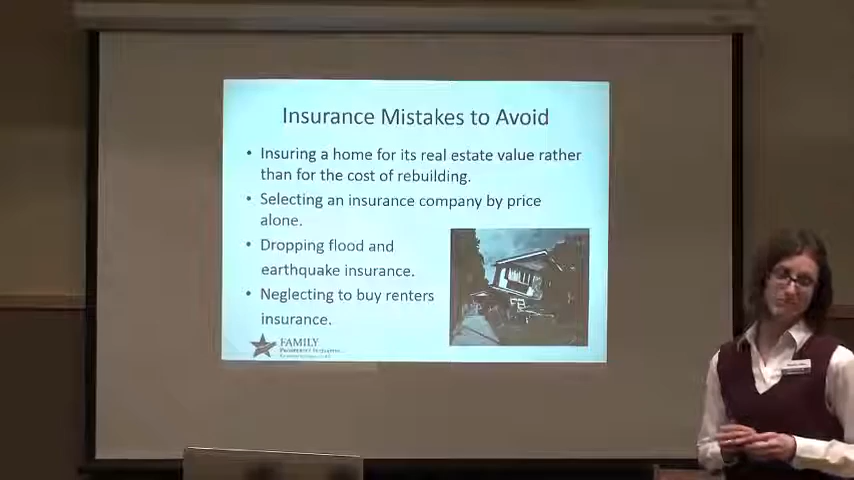 Insurance Mistakes to Avoid
• Insuring a home for its real estate value rather
than for the cost of rebuilding.
• Selecting an insurance company by price
alone.
• Dropping flood and
earthquake insurance.
• Neglecting to buy renters
insurance.
FAMILY